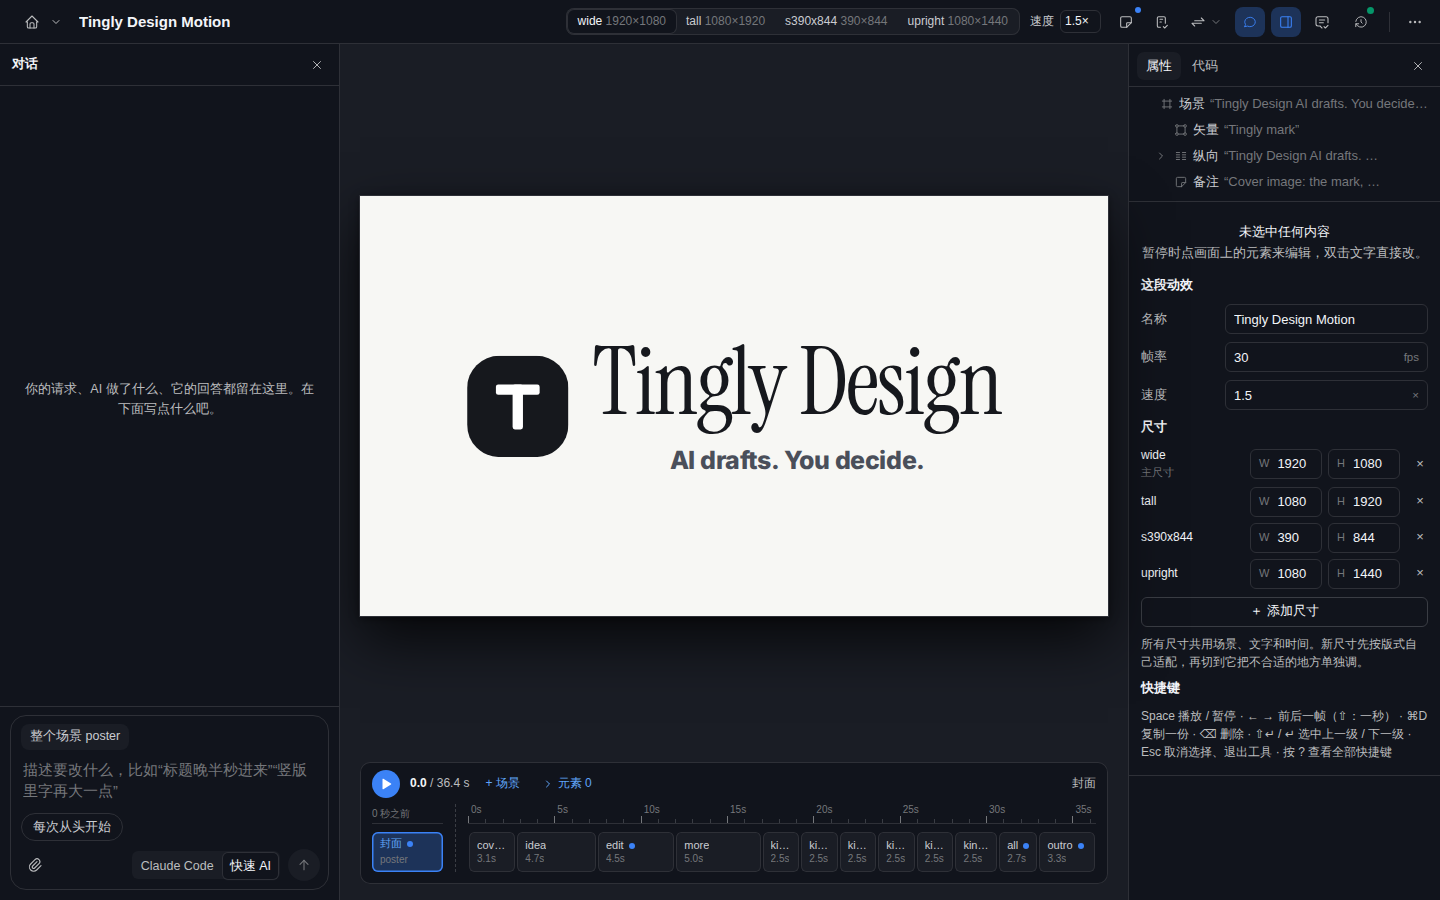 Tingly Design Motion
wide 1920×1080 tall 1080×1920 s390x844 390×844 upright 1080×1440 速度 1.5×
对话
你的请求、AI 做了什么、它的回答都留在这里。在
下面写点什么吧。
整个场景 poster
描述要改什么，比如“标题晚半秒进来”“竖版
里字再大一点”
每次从头开始
Claude Code 快速 AI
T
Tingly Design
AI drafts. You decide.
0.0 / 36.4 s + 场景 元素 0 封面
0 秒之前 0s 5s 10s 15s 20s 25s 30s 35s
封面 cov… idea edit more ki… ki… ki… ki… ki… kin… all outro
poster 3.1s 4.7s 4.5s 5.0s 2.5s 2.5s 2.5s 2.5s 2.5s 2.5s 2.7s 3.3s
属性 代码
场景 “Tingly Design AI drafts. You decide…
矢量 “Tingly mark”
纵向 “Tingly Design AI drafts. …
备注 “Cover image: the mark, …
未选中任何内容
暂停时点画面上的元素来编辑，双击文字直接改。
这段动效
名称 Tingly Design Motion
帧率 30 fps
速度 1.5 ×
尺寸
wide W 1920 H 1080 ×
主尺寸
tall W 1080 H 1920 ×
s390x844 W 390 H 844 ×
upright W 1080 H 1440 ×
+ 添加尺寸
所有尺寸共用场景、文字和时间。新尺寸先按版式自
己适配，再切到它把不合适的地方单独调。
快捷键
Space 播放 / 暂停 · ← → 前后一帧（⇧：一秒） · ⌘D
复制一份 · ⌫ 删除 · ⇧↵ / ↵ 选中上一级 / 下一级 ·
Esc 取消选择、退出工具 · 按 ? 查看全部快捷键